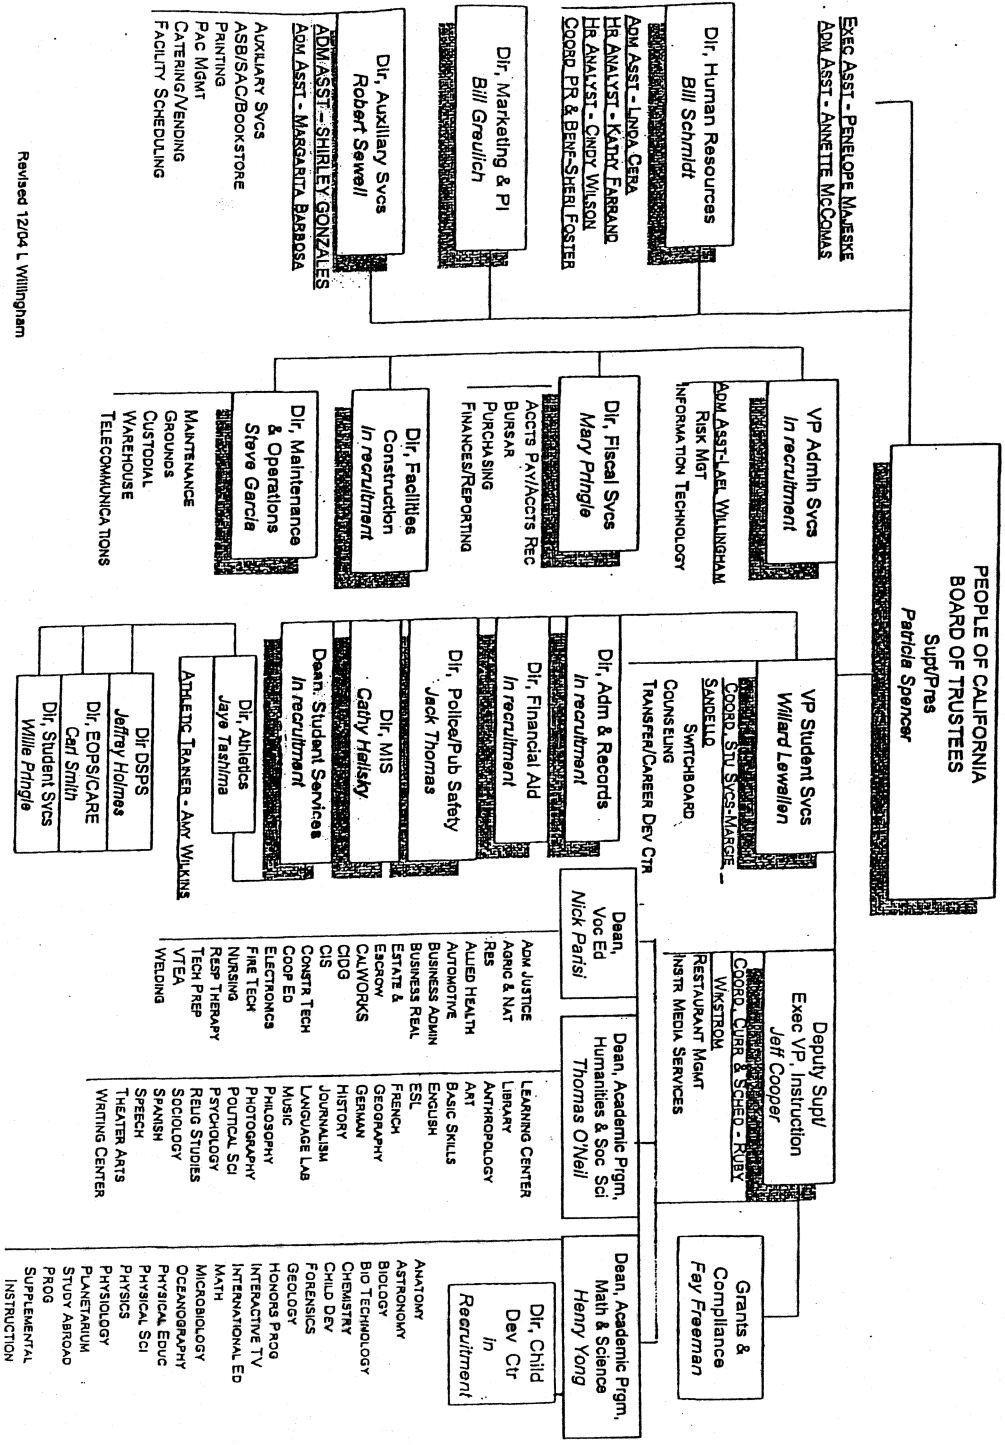 PEOPLE OF CALIFORNIA
BOARD OF TRUSTEES
Supt/Pres
Patricia Spencer
EXEC ASST - PENELOPE MAJESKE
ADM ASST - ANNETTE MCCOMAS
Dir, Human Resources
Bill Schmidt
ADM ASST - LINDA CERA
HR ANALYST - KATHY FARRAND
HR ANALYST - CINDY WILSON
COORD PR & BENE-SHERI FOSTER
Dir, Marketing & PI
Bill Greulich
Dir, Auxiliary Svcs
Robert Sewell
ADM ASST - SHIRLEY GONZALES
ADM ASST - MARGARITA BARBOSA
AUXILIARY SVCS
ASB/SAC/BOOKSTORE
PRINTING
PAC MGMT
CATERING/VENDING
FACILITY SCHEDULING
VP Admin Svcs
In recruitment
ADM ASST-LAEL WILLINGHAM
RISK MGT
INFORMATION TECHNOLOGY
Dir, Fiscal Svcs
Mary Pringle
ACCTS PAY/ACCTS REC
BURSAR
PURCHASING
FINANCES/REPORTING
Dir, Facilities
Construction
In recruitment
Dir, Maintenance
& Operations
Steve Garcia
MAINTENANCE
GROUNDS
CUSTODIAL
WAREHOUSE
TELECOMMUNICATIONS
VP Student Svcs
Willard Lewallen
COORD, STU SVCS-MARGIE
SANDELLO
SWITCHBOARD
COUNSELING
TRANSFER/CAREER DEV CTR
Dir, Adm & Records
In recruitment
Dir, Financial Aid
In recruitment
Dir, Police/Pub Safety
Jack Thomas
Dir, MIS
Cathy Hallsky
Dean, Student Services
In recruitment
Dir, Athletics
Jaye Tashima
ATHLETIC TRAINER - AMY WILKINS
Dir DSPS
Jeffrey Holmes
Dir, EOPS/CARE
Carl Smith
Dir, Student Svcs
Willie Pringle
Deputy Supt/
Exec VP, Instruction
Jeff Cooper
COORD, CURR & SCHED - RUBY
WIKSTROM
RESTAURANT MGMT
INSTR MEDIA SERVICES
Grants &
Compliance
Fay Freeman
Dean,
Voc Ed
Nick Parisi
ADM JUSTICE
AGRIC & NAT
RES
ALLIED HEALTH
AUTOMOTIVE
BUSINESS ADMIN
BUSINESS REAL
ESTATE &
ESCROW
CALWORKS
CIDG
CIS
CONSTR TECH
COOP ED
ELECTRONICS
FIRE TECH
NURSING
RESP THERAPY
TECH PREP
VTEA
WELDING
Dean, Academic Prgm,
Humanities & Soc Sci
Thomas O'Neil
LEARNING CENTER
LIBRARY
ANTHROPOLOGY
ART
BASIC SKILLS
ENGLISH
ESL
FRENCH
GEOGRAPHY
GERMAN
HISTORY
JOURNALISM
LANGUAGE LAB
MUSIC
PHILOSOPHY
PHOTOGRAPHY
POLITICAL SCI
PSYCHOLOGY
RELIG STUDIES
SOCIOLOGY
SPANISH
SPEECH
THEATER ARTS
WRITING CENTER
Dean, Academic Prgm,
Math & Science
Henry Yong
Dir, Child
Dev Ctr
in
Recruitment
ANATOMY
ASTRONOMY
BIOLOGY
BIO TECHNOLOGY
CHEMISTRY
CHILD DEV
FORENSICS
GEOLOGY
HONORS PROG
INTERACTIVE TV
INTERNATIONAL ED
MATH
MICROBIOLOGY
OCEANOGRAPHY
PHYSICAL EDUC
PHYSICAL SCI
PHYSICS
PHYSIOLOGY
PLANETARIUM
STUDY ABROAD
PROG
SUPPLEMENTAL
INSTRUCTION
Revised 12/04 L Willingham